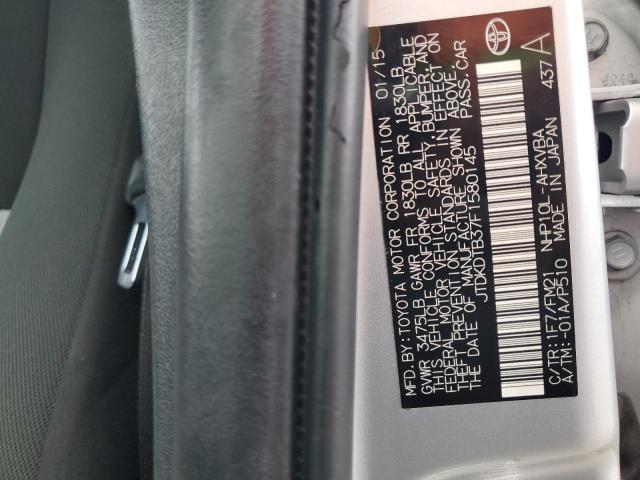 MFD.BY:TOYOTA MOTOR CORPORATION 01/15
GVWR 3475LB GAWR FR 1830LB RR 1830LB
THIS VEHICLE CONFORMS TO ALL APPLICABLE
FEDERAL MOTOR VEHICLE SAFETY,BUMPER,AND
THEFT PREVENTION STANDARDS IN EFFECT ON
THE DATE OF MANUFACTURE SHOWN ABOVE.
JTDKDTB37F1580145 PASS.CAR
C/TR:1F7/FM21 NHP10L-AHXVBA
A/TM:-01A/P510 MADE IN JAPAN 437 A